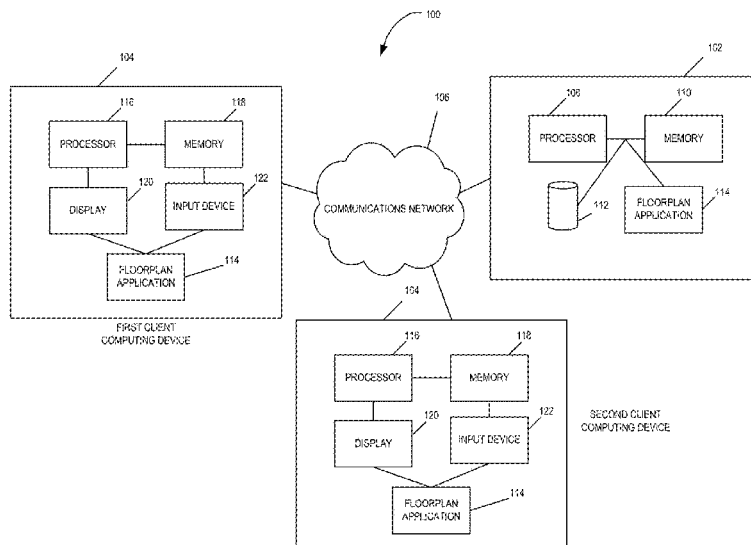 100
104
116
118
PROCESSOR
MEMORY
120
122
DISPLAY
INPUT DEVICE
114
FLOORPLAN
APPLICATION
FIRST CLIENT
COMPUTING DEVICE
106
COMMUNICATIONS NETWORK
102
108
110
PROCESSOR
MEMORY
112
FLOORPLAN
APPLICATION
114
104
116
118
PROCESSOR
MEMORY
120
122
DISPLAY
INPUT DEVICE
114
FLOORPLAN
APPLICATION
SECOND CLIENT
COMPUTING DEVICE